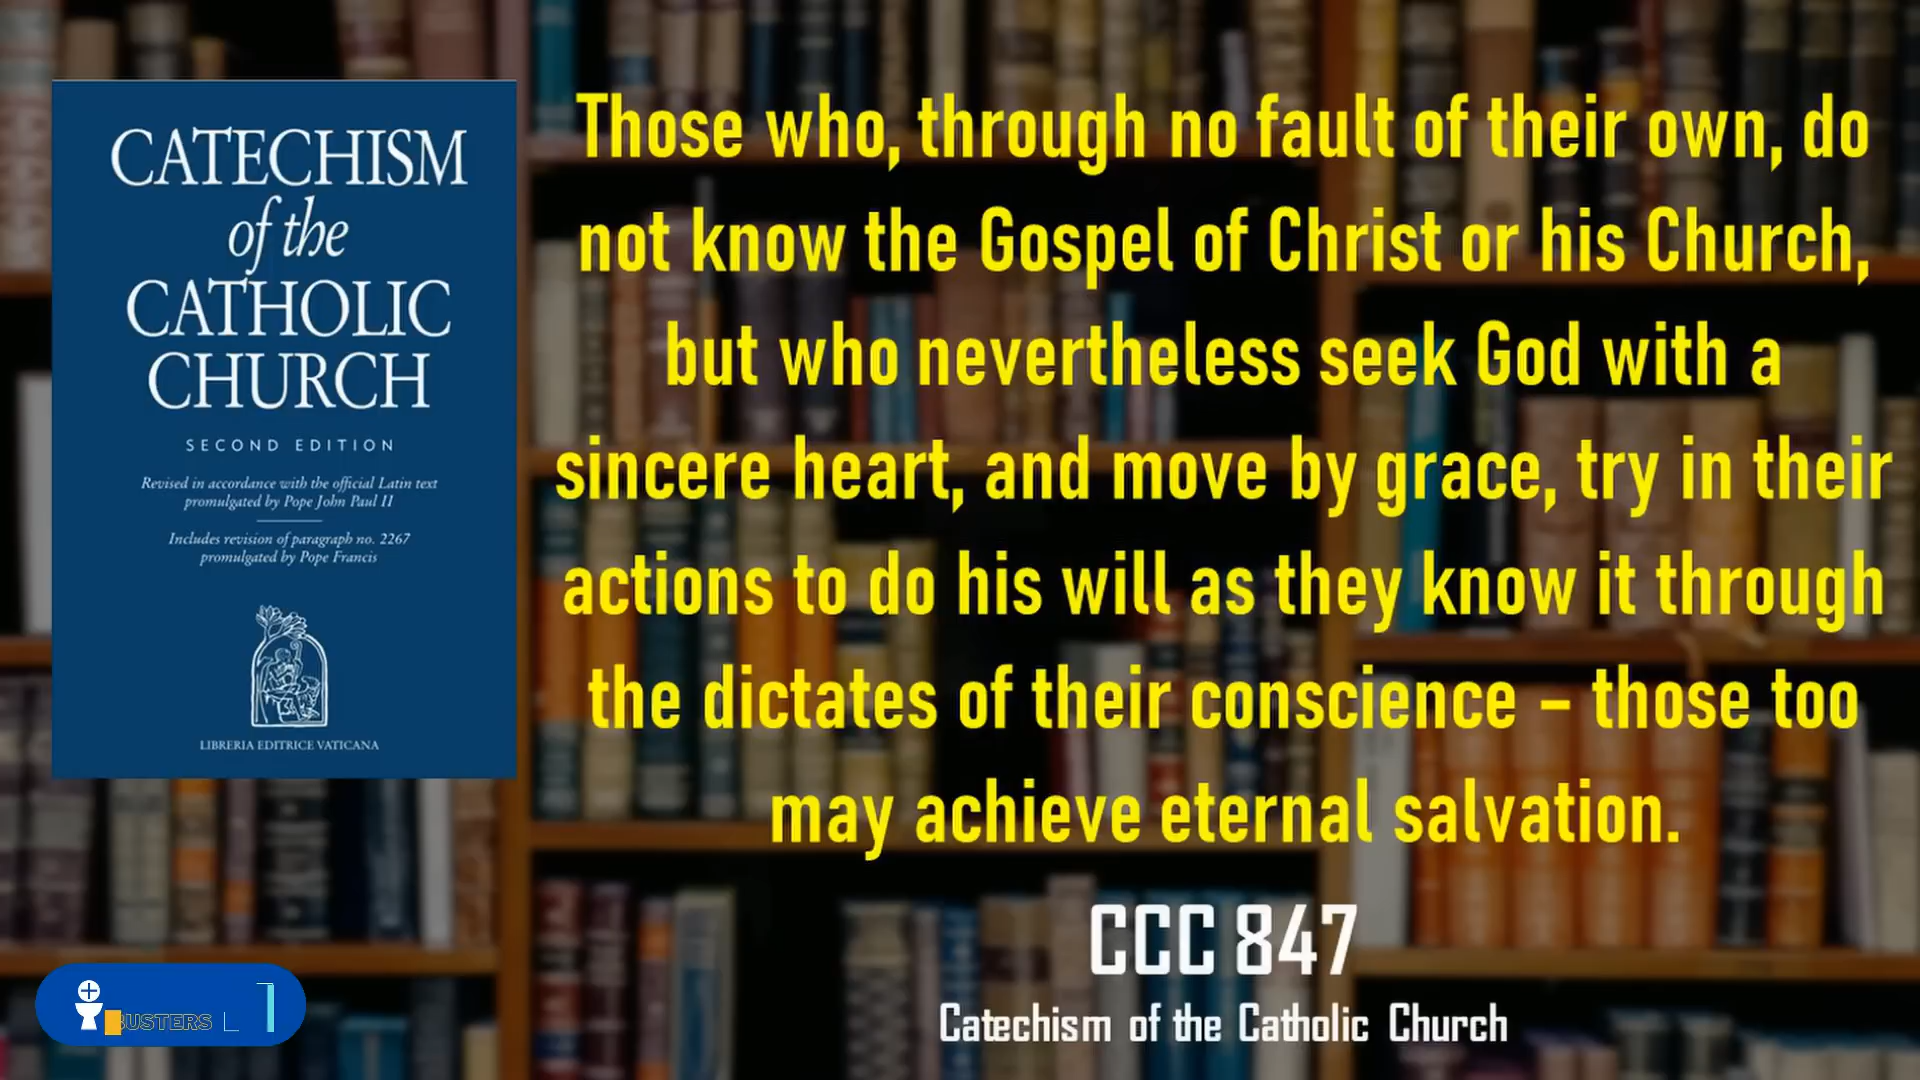 CATECHISM
of the
CATHOLIC
CHURCH
SECOND EDITION
Revised in accordance with the official Latin text
promulgated by Pope John Paul II
Includes revision of paragraph no. 2267
promulgated by Pope Francis
LIBRERIA EDITRICE VATICANA
Those who, through no fault of their own, do
not know the Gospel of Christ or his Church,
but who nevertheless seek God with a
sincere heart, and move by grace, try in their
actions to do his will as they know it through
the dictates of their conscience – those too
may achieve eternal salvation.
CCC 847
Catechism of the Catholic Church
BUSTERS